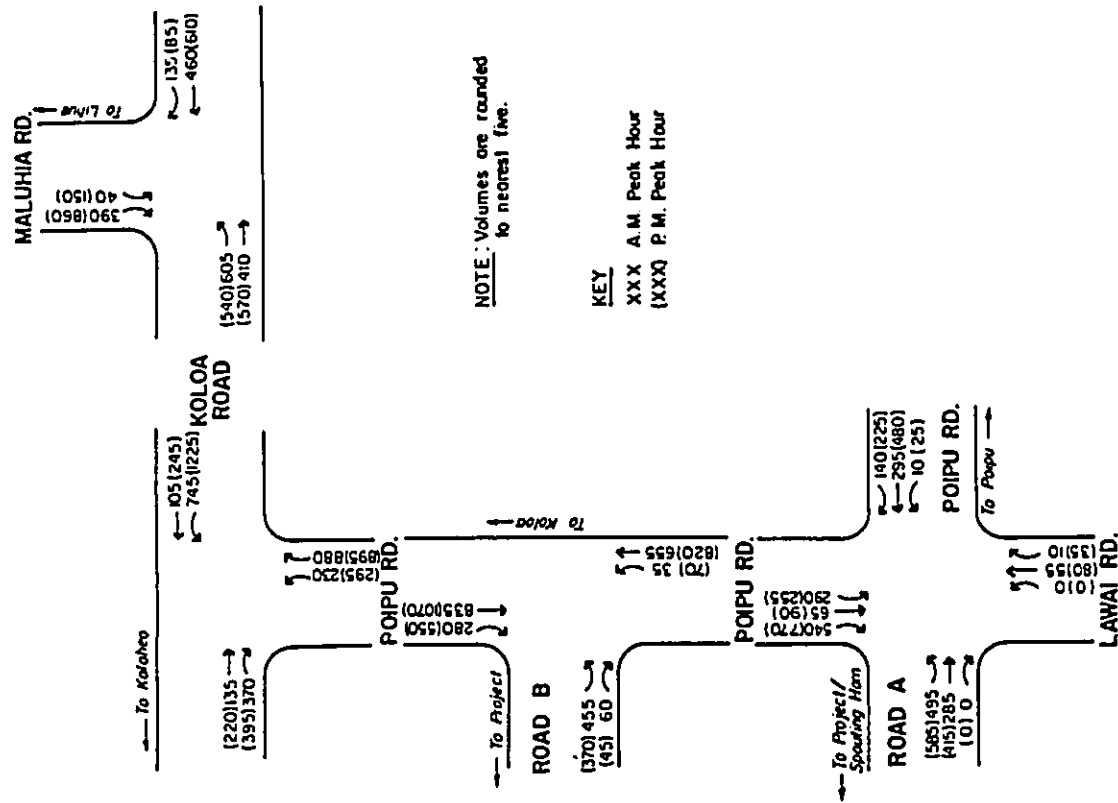 MALUHIA RD.
To Lihue
390(860)
40(150)
135(85)
460(610)
(540)605
(570)410
KOLOA
ROAD
To Kalaheo
105(245)
745(1225)
(220)135
(395)370
(295)230
(895)880
POIPU RD.
280(550)
835(1070)
To Koloa
To Project
ROAD B
(370)455
(45) 60
(70) 35
(820)655
POIPU RD.
540(770)
65(90)
290(255)
To Project/
Spouting Horn
ROAD A
(585)495
(415)285
(0) 0
140(225)
295(480)
10(25)
POIPU RD.
To Poipu
(0)0
(80)55
(35)10
LAWAI RD.
NOTE: Volumes are rounded
to nearest five.
KEY
XXX A.M. Peak Hour
(XXX) P.M. Peak Hour